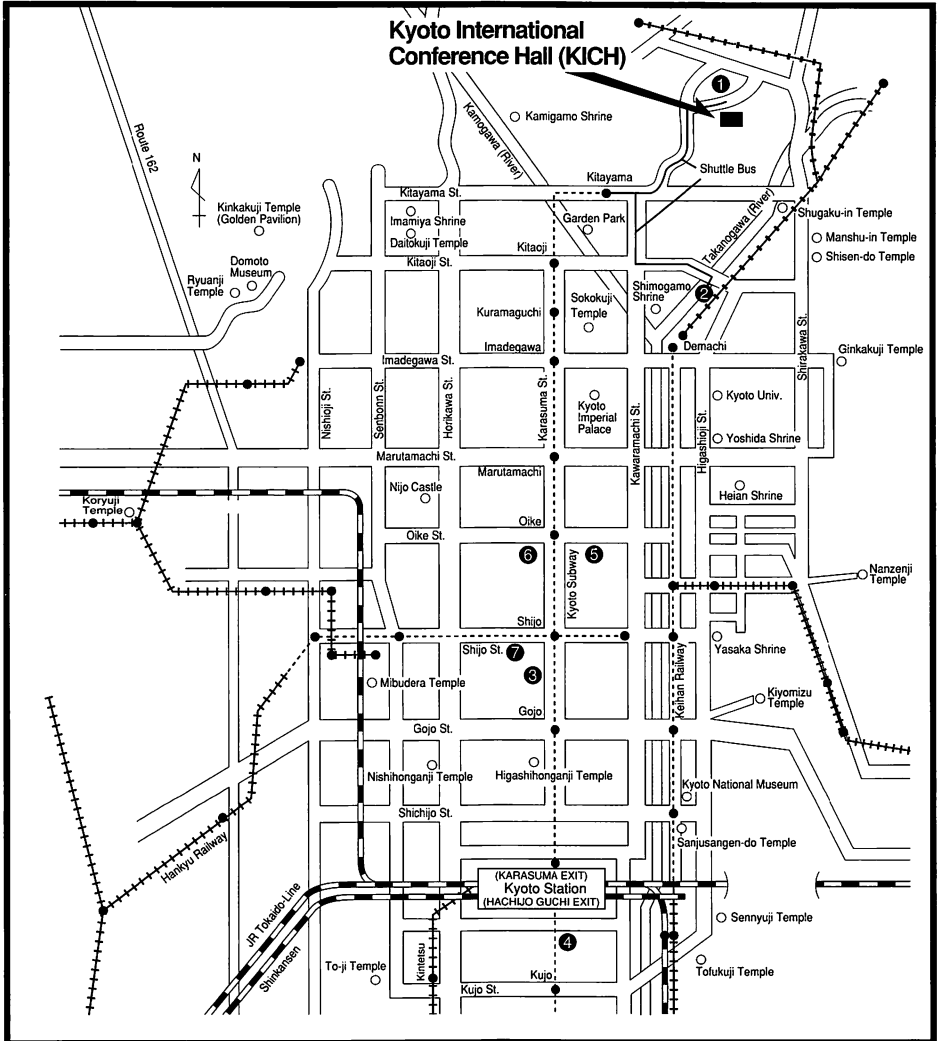 Kyoto International
Conference Hall (KICH)
1
Route 162
Kamogawa (River)
Kamigamo Shrine
N
Shuttle Bus
Kitayama
Kitayama St.
Kinkakuji Temple
(Golden Pavilion)
Imamiya Shrine
Daitokuji Temple
Garden Park
Takanogawa (River)
Shugaku-in Temple
Manshu-in Temple
Shisen-do Temple
Kitaoji
Kitaoji St.
Domoto
Museum
Ryuanji
Temple
Shimogamo
Shrine
2
Kuramaguchi
Sokokuji
Temple
Shirakawa St.
Imadegawa
Demachi
Ginkakuji Temple
Imadegawa St.
Nishioji St.
Senbonn St.
Horikawa St.
Karasuma St.
Kyoto
Imperial
Palace
Kawaramachi St.
Higashioji St.
Kyoto Univ.
Yoshida Shrine
Marutamachi St.
Marutamachi
Nijo Castle
Heian Shrine
Koryuji
Temple
Oike
Oike St.
6
5
Kyoto Subway
Nanzenji
Temple
Shijo
Shijo St.
7
3
Keihan Railway
Yasaka Shrine
Mibudera Temple
Kiyomizu
Temple
Gojo
Gojo St.
Nishihonganji Temple
Higashihonganji Temple
Kyoto National Museum
Shichijo St.
Sanjusangen-do Temple
Hankyu Railway
(KARASUMA EXIT)
Kyoto Station
(HACHIJO GUCHI EXIT)
JR Tokaido-Line
Shinkansen
Sennyuji Temple
4
To-ji Temple
Kintetsu
Tofukuji Temple
Kujo
Kujo St.